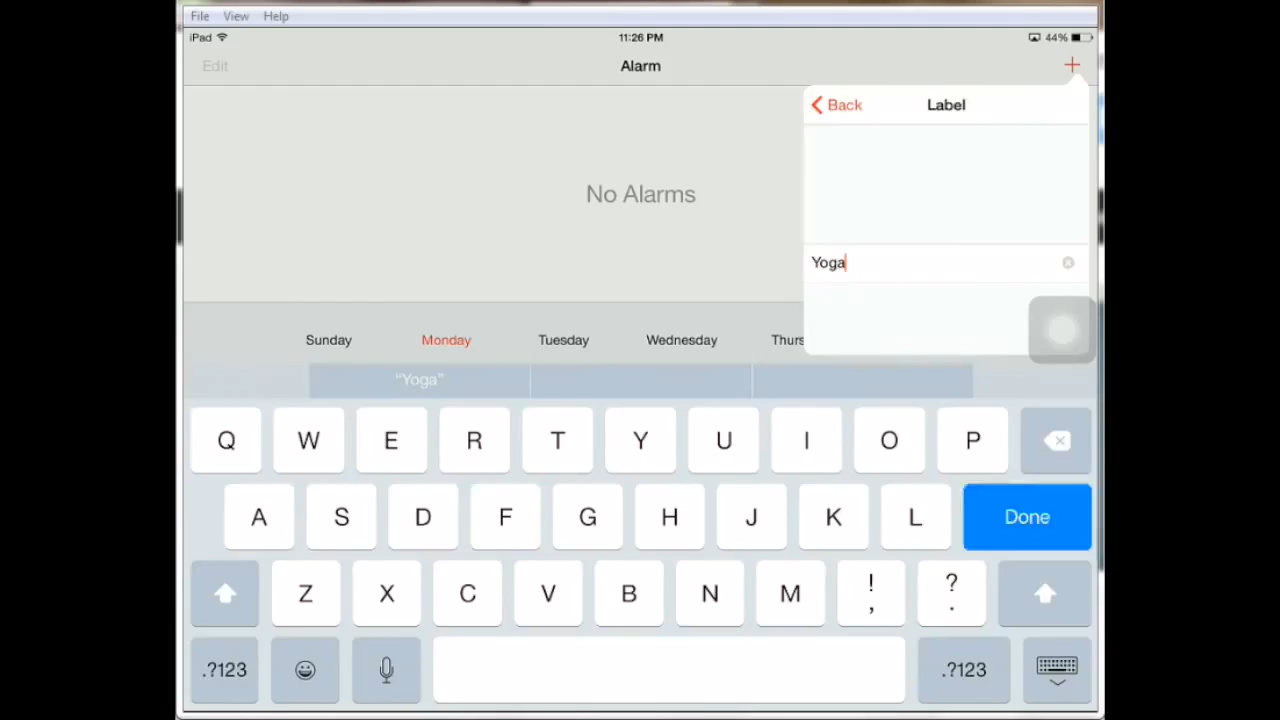 File View Help
iPad 11:26 PM 44%
Edit Alarm +
Back Label
No Alarms
Yoga
Sunday Monday Tuesday Wednesday Thurs
“Yoga”
Q W E R T Y U I O P
A S D F G H J K L Done
Z X C V B N M ! , ? .
.?123 .?123